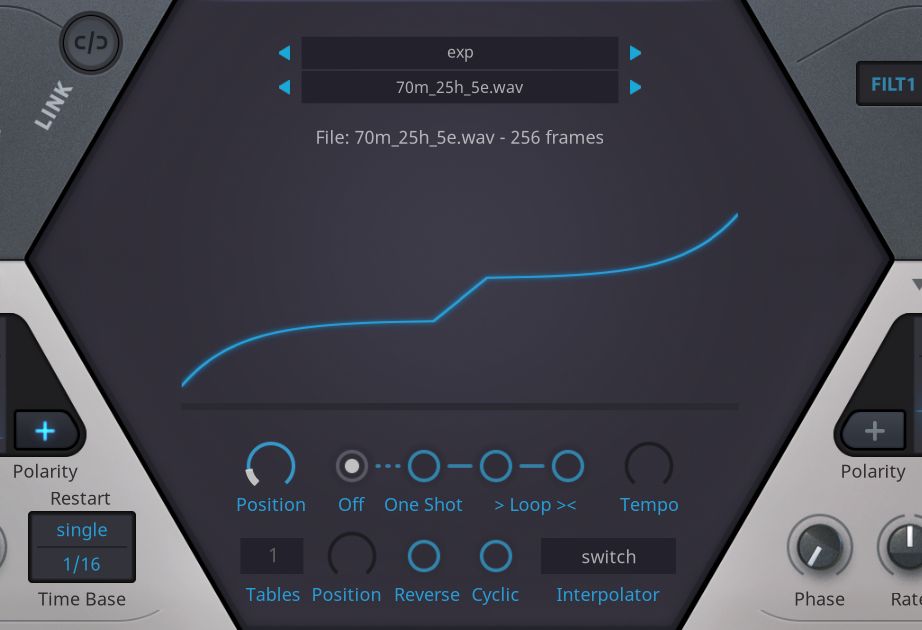 LINK
exp
70m_25h_5e.wav
FILT1
File: 70m_25h_5e.wav - 256 frames
Polarity
Polarity
Restart
single
1/16
Time Base
Position
Off
One Shot
> Loop ><
Tempo
1
switch
Tables
Position
Reverse
Cyclic
Interpolator
Phase
Rate